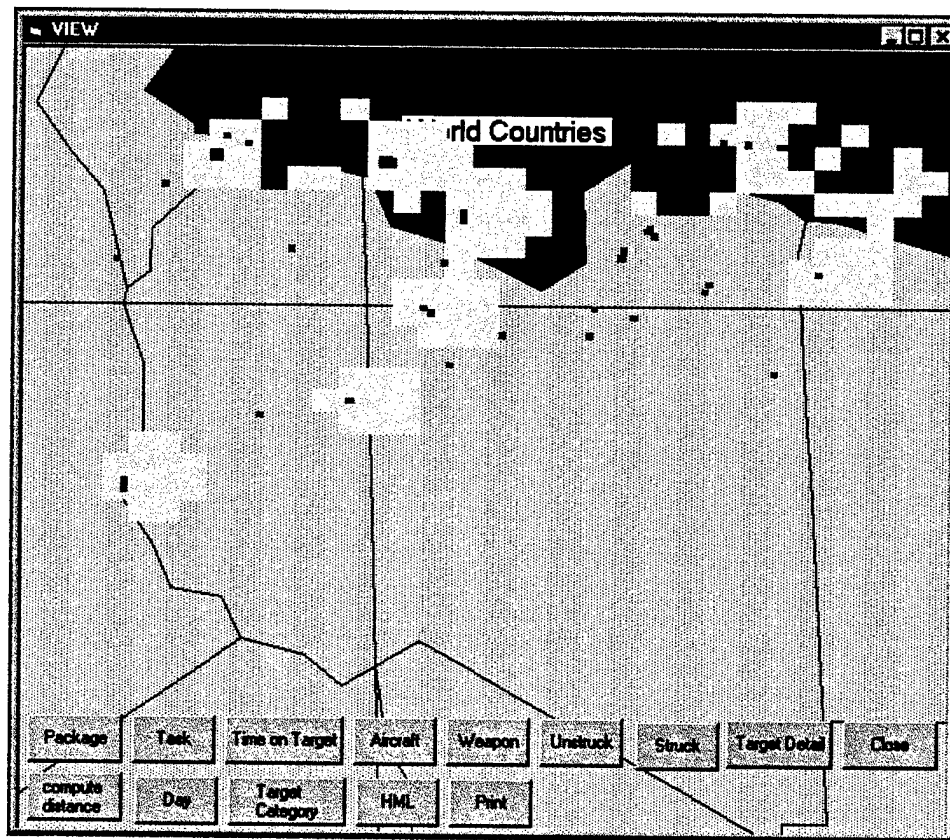 VIEW
World Countries
Package Task Time on Target Aircraft Weapon Unstruck Struck Target Detail Close
compute
distance
Day
Target
Category
HML
Print